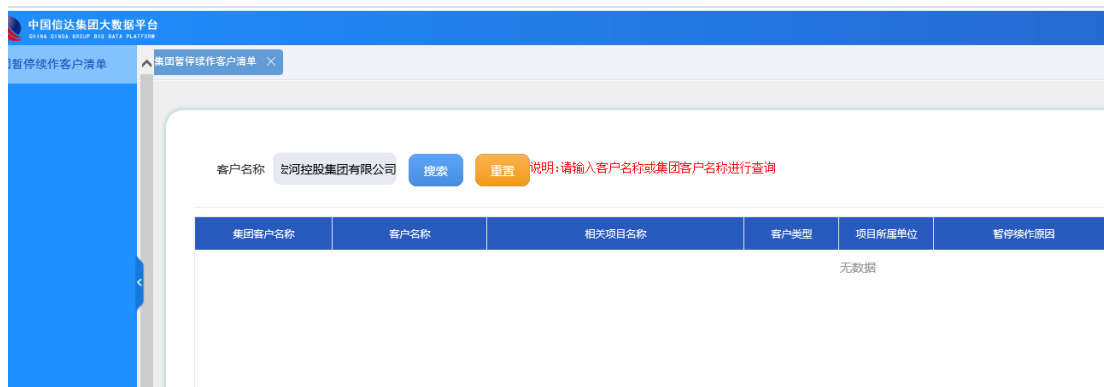 中国信达集团大数据平台
CHINA CINDA GROUP BIG DATA PLATFORM
暂停续作客户清单
集团暂停续作客户清单 ×
客户名称 河控股集团有限公司 搜索 重置 说明:请输入客户名称或集团客户名称进行查询
集团客户名称 客户名称 相关项目名称 客户类型 项目所属单位 暂停续作原因
无数据